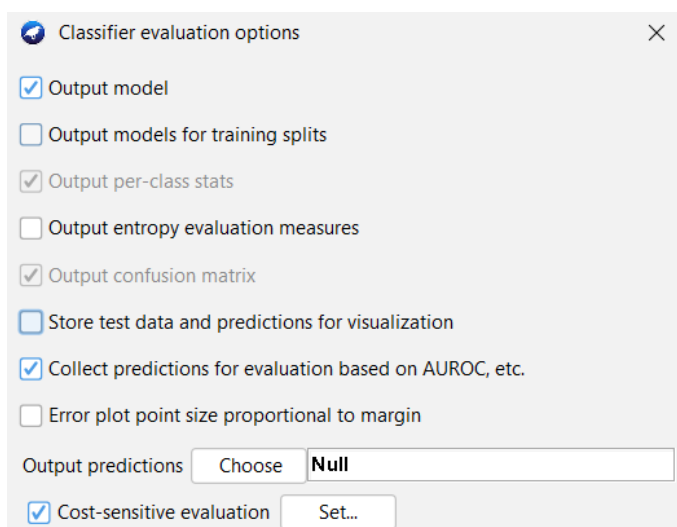 Classifier evaluation options
Output model
Output models for training splits
Output per-class stats
Output entropy evaluation measures
Output confusion matrix
Store test data and predictions for visualization
Collect predictions for evaluation based on AUROC, etc.
Error plot point size proportional to margin
Output predictions Choose Null
Cost-sensitive evaluation Set...